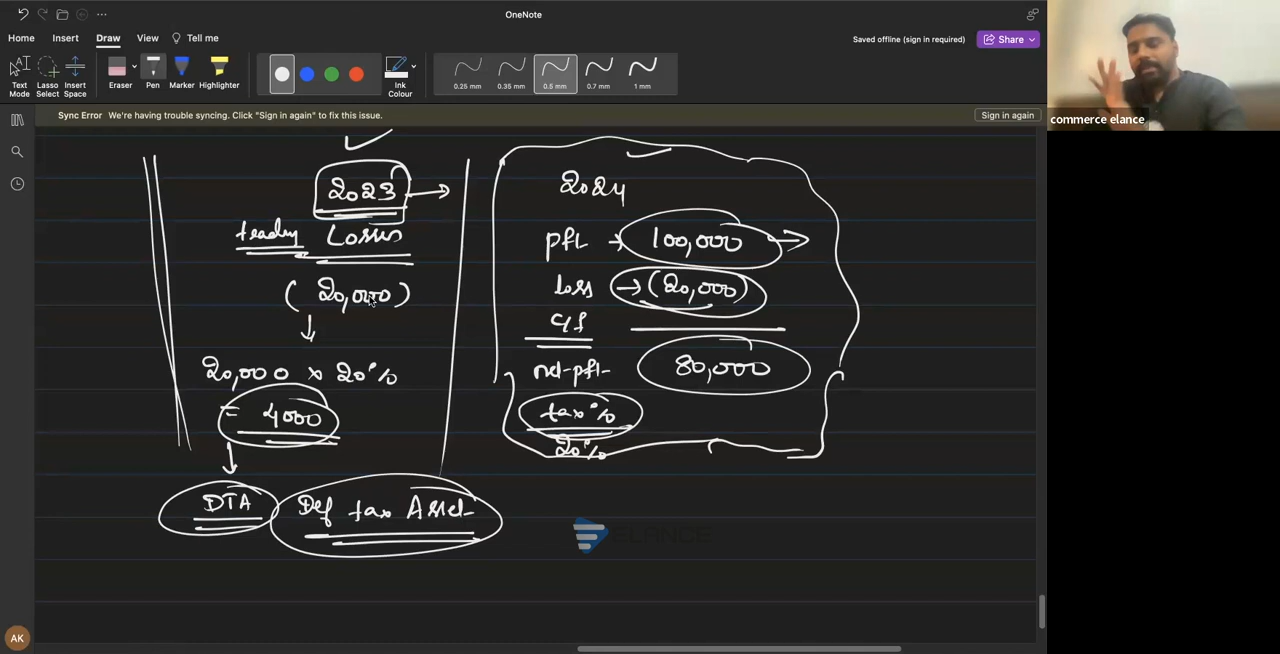 OneNote
Home Insert Draw View Tell me
Saved offline (sign in required) Share
Text Mode
Lasso Select
Insert Space
Eraser
Pen
Marker
Highlighter
Ink Colour
0.25 mm 0.35 mm 0.5 mm 0.7 mm 1 mm
Sync Error We're having trouble syncing. Click "Sign in again" to fix this issue. Sign in again
commerce elance
2023
trading Losses
(20,000)
20,000 x 20%
= 4000
DTA Def tax Asset
2024
pft → 100,000
loss → (20,000)
c/f
net-pft 80,000
tax%
20%
ELANCE
AK